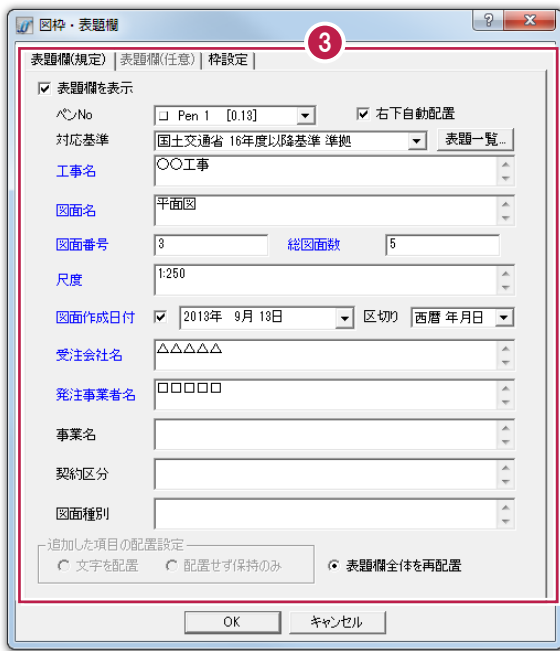 図枠・表題欄
3
表題欄(規定) 表題欄(任意) 枠設定
表題欄を表示
ペンNo ロ Pen 1 [0.13] 右下自動配置
対応基準 国土交通省 16年度以降基準 準拠 表題一覧...
工事名 〇〇工事
図面名 平面図
図面番号 3 総図面数 5
尺度 1:250
図面作成日付 2013年 9月 13日 区切り 西暦 年月日
受注会社名 △△△△△
発注事業者名 □□□□□
事業名
契約区分
図面種別
追加した項目の配置設定
文字を配置 配置せず保持のみ 表題欄全体を再配置
OK キャンセル